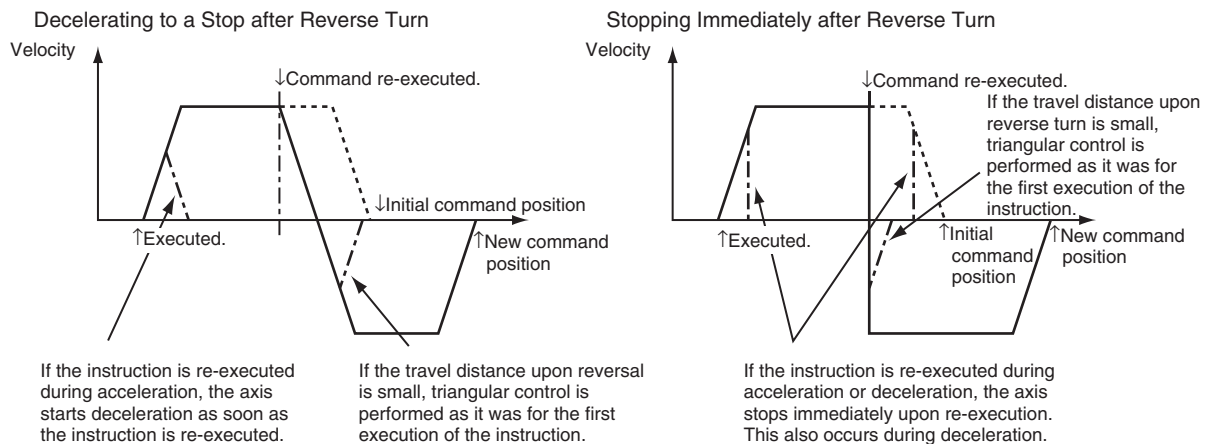 Decelerating to a Stop after Reverse Turn
Velocity
↓Command re-executed.
↓Initial command position
↑Executed.
↑New command
position
If the instruction is re-executed
during acceleration, the axis
starts deceleration as soon as
the instruction is re-executed.
If the travel distance upon reversal
is small, triangular control is
performed as it was for the first
execution of the instruction.
Stopping Immediately after Reverse Turn
Velocity
↓Command re-executed.
If the travel distance upon
reverse turn is small,
triangular control is
performed as it was for
the first execution of the
instruction.
↑Executed.
↑Initial
command
position
↑New command
position
If the instruction is re-executed during
acceleration or deceleration, the axis
stops immediately upon re-execution.
This also occurs during deceleration.